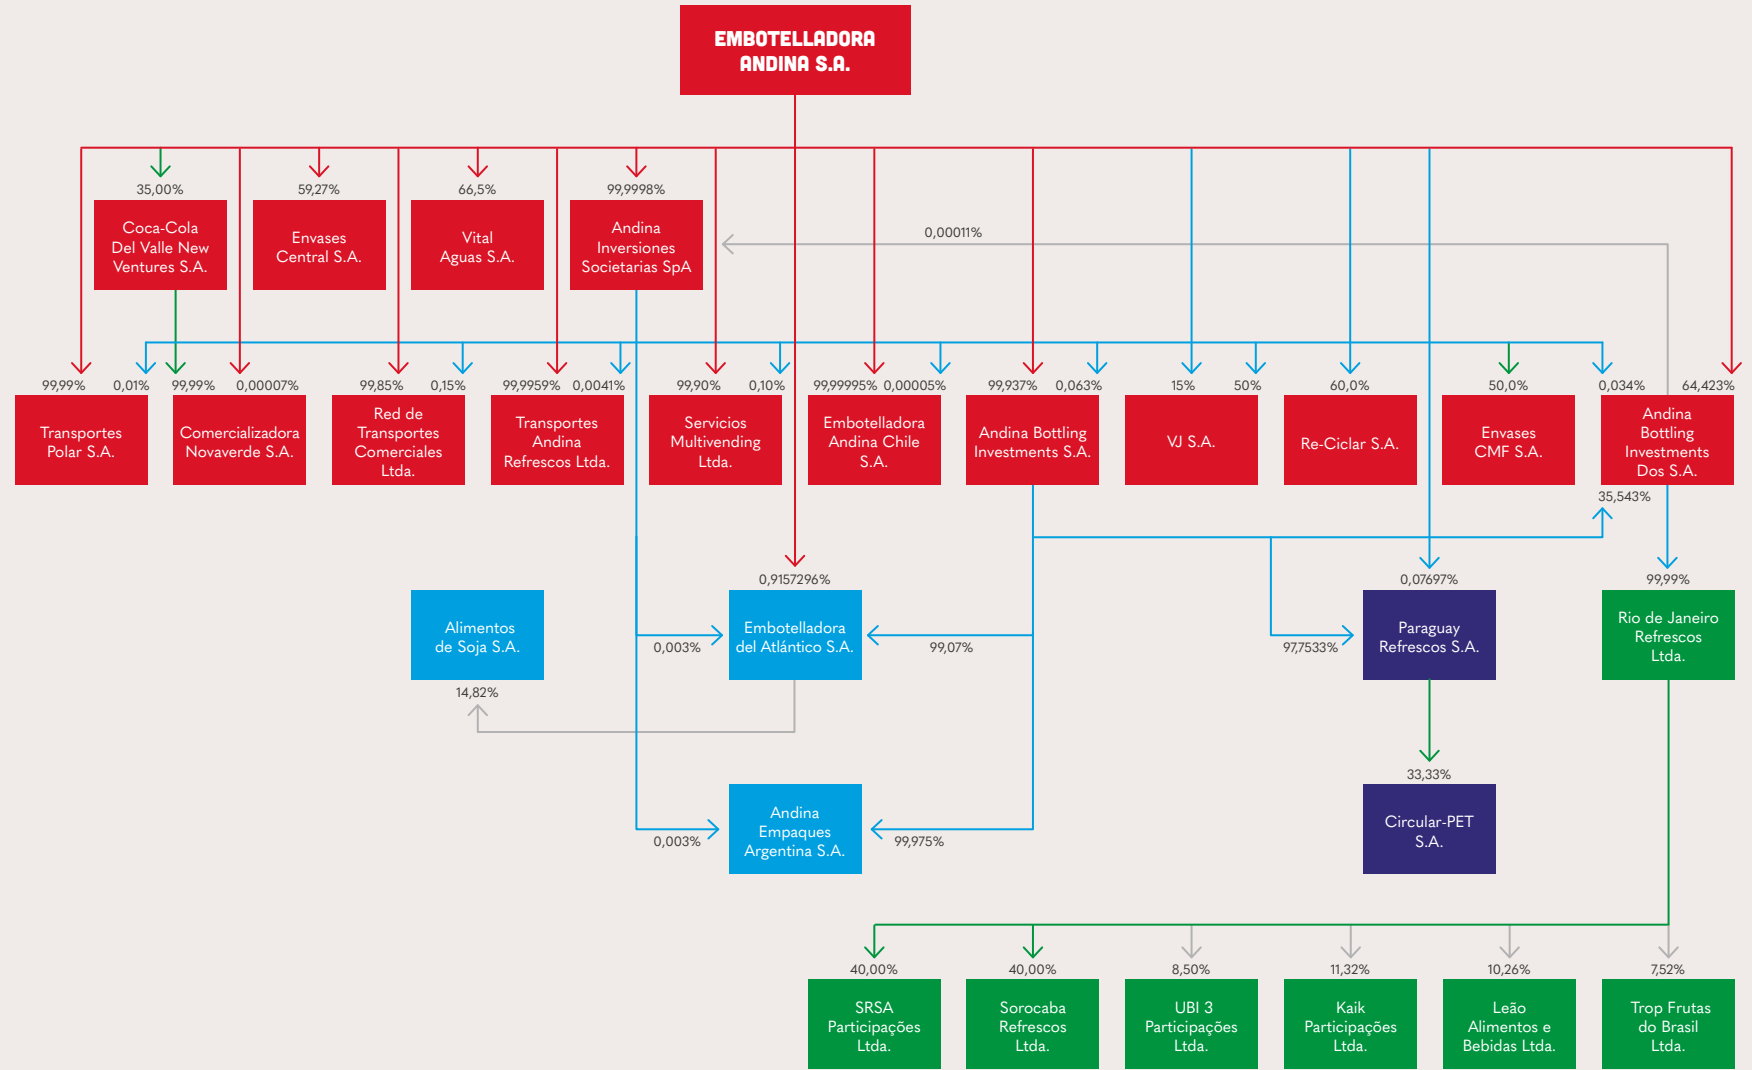 EMBOTELLADORA
ANDINA S.A.
35,00%
59,27%
66,5%
99,9998%
Coca-Cola
Del Valle New
Ventures S.A.
Envases
Central S.A.
Vital
Aguas S.A.
Andina
Inversiones
Societarias SpA
0,00011%
99,99%
0,01%
99,99%
0,00007%
99,85%
0,15%
99,9959%
0,0041%
99,90%
0,10%
99,99995%
0,00005%
99,937%
0,063%
15%
50%
60,0%
50,0%
0,034%
64,423%
Transportes
Polar S.A.
Comercializadora
Novaverde S.A.
Red de
Transportes
Comerciales
Ltda.
Transportes
Andina
Refrescos Ltda.
Servicios
Multivending
Ltda.
Embotelladora
Andina Chile
S.A.
Andina Bottling
Investments S.A.
VJ S.A.
Re-Ciclar S.A.
Envases
CMF S.A.
Andina
Bottling
Investments
Dos S.A.
35,543%
0,9157296%
0,07697%
99,99%
Alimentos
de Soja S.A.
14,82%
0,003%
Embotelladora
del Atlántico S.A.
99,07%
97,7533%
Paraguay
Refrescos S.A.
Rio de Janeiro
Refrescos
Ltda.
33,33%
0,003%
Andina
Empaques
Argentina S.A.
99,975%
Circular-PET
S.A.
40,00%
40,00%
8,50%
11,32%
10,26%
7,52%
SRSA
Participações
Ltda.
Sorocaba
Refrescos
Ltda.
UBI 3
Participações
Ltda.
Kaik
Participações
Ltda.
Leão
Alimentos e
Bebidas Ltda.
Trop Frutas
do Brasil
Ltda.